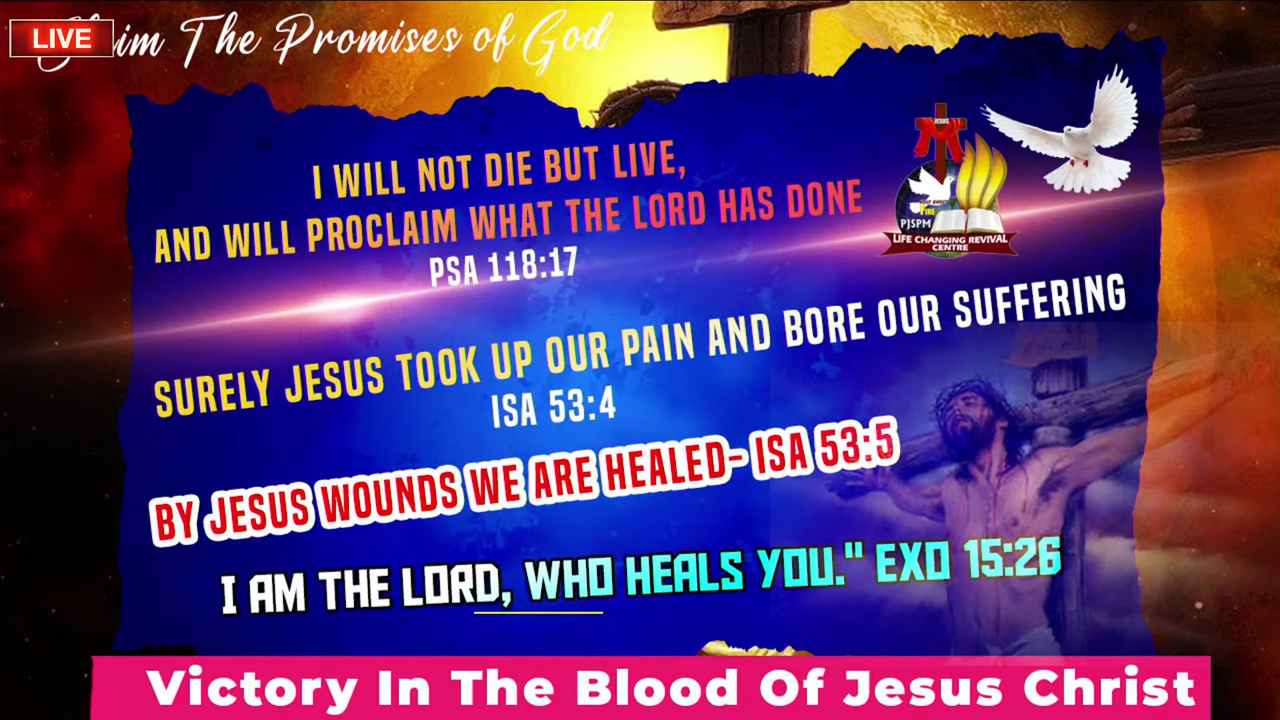 LIVE
im The Promises of God
I WILL NOT DIE BUT LIVE,
AND WILL PROCLAIM WHAT THE LORD HAS DONE
PSA 118:17
JESUS
HOLY GHOST
FIRE
PJSPM
LIFE CHANGING REVIVAL
CENTRE
SURELY JESUS TOOK UP OUR PAIN AND BORE OUR SUFFERING
ISA 53:4
BY JESUS WOUNDS WE ARE HEALED- ISA 53:5
I AM THE LORD, WHO HEALS YOU." EXO 15:26
Victory In The Blood Of Jesus Christ